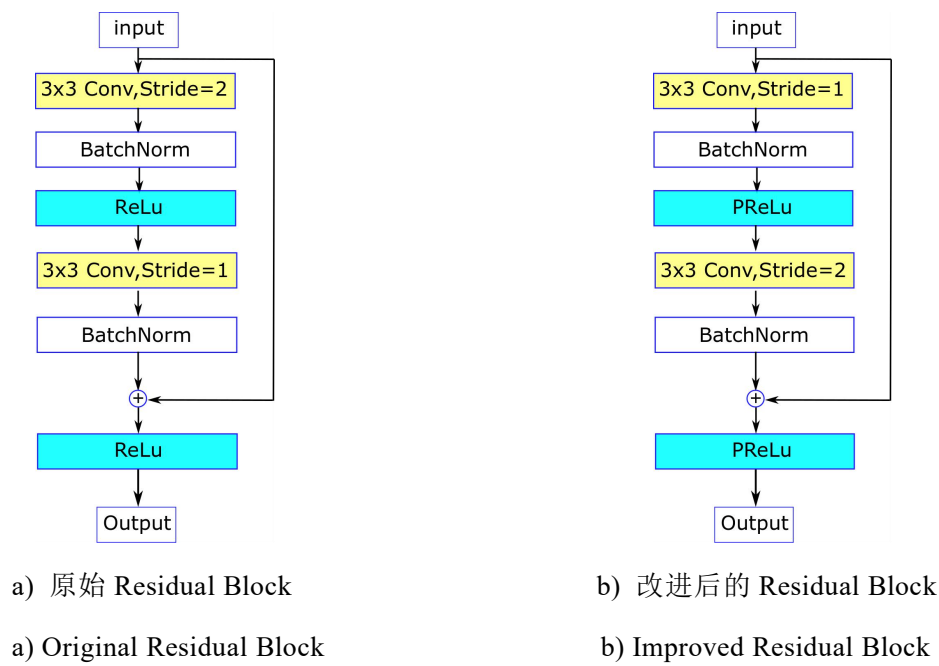 input
3x3 Conv,Stride=2
BatchNorm
ReLu
3x3 Conv,Stride=1
BatchNorm
+
ReLu
Output
a) 原始 Residual Block
a) Original Residual Block
input
3x3 Conv,Stride=1
BatchNorm
PReLu
3x3 Conv,Stride=2
BatchNorm
+
PReLu
Output
b) 改进后的 Residual Block
b) Improved Residual Block